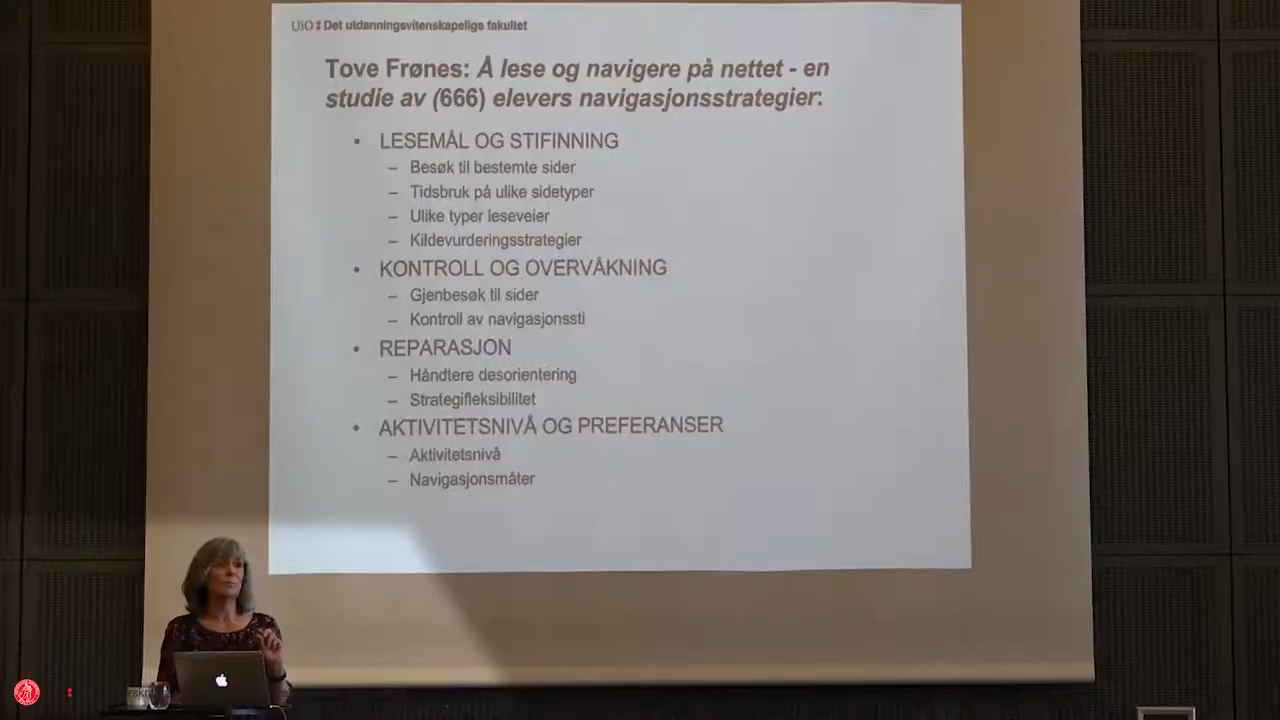 UiO : Det utdanningsvitenskapelige fakultet
Tove Frønes: Å lese og navigere på nettet - en
studie av (666) elevers navigasjonsstrategier:
• LESEMÅL OG STIFINNING
– Besøk til bestemte sider
– Tidsbruk på ulike sidetyper
– Ulike typer leseveier
– Kildevurderingsstrategier
• KONTROLL OG OVERVÅKNING
– Gjenbesøk til sider
– Kontroll av navigasjonssti
• REPARASJON
– Håndtere desorientering
– Strategifleksibilitet
• AKTIVITETSNIVÅ OG PREFERANSER
– Aktivitetsnivå
– Navigasjonsmåter